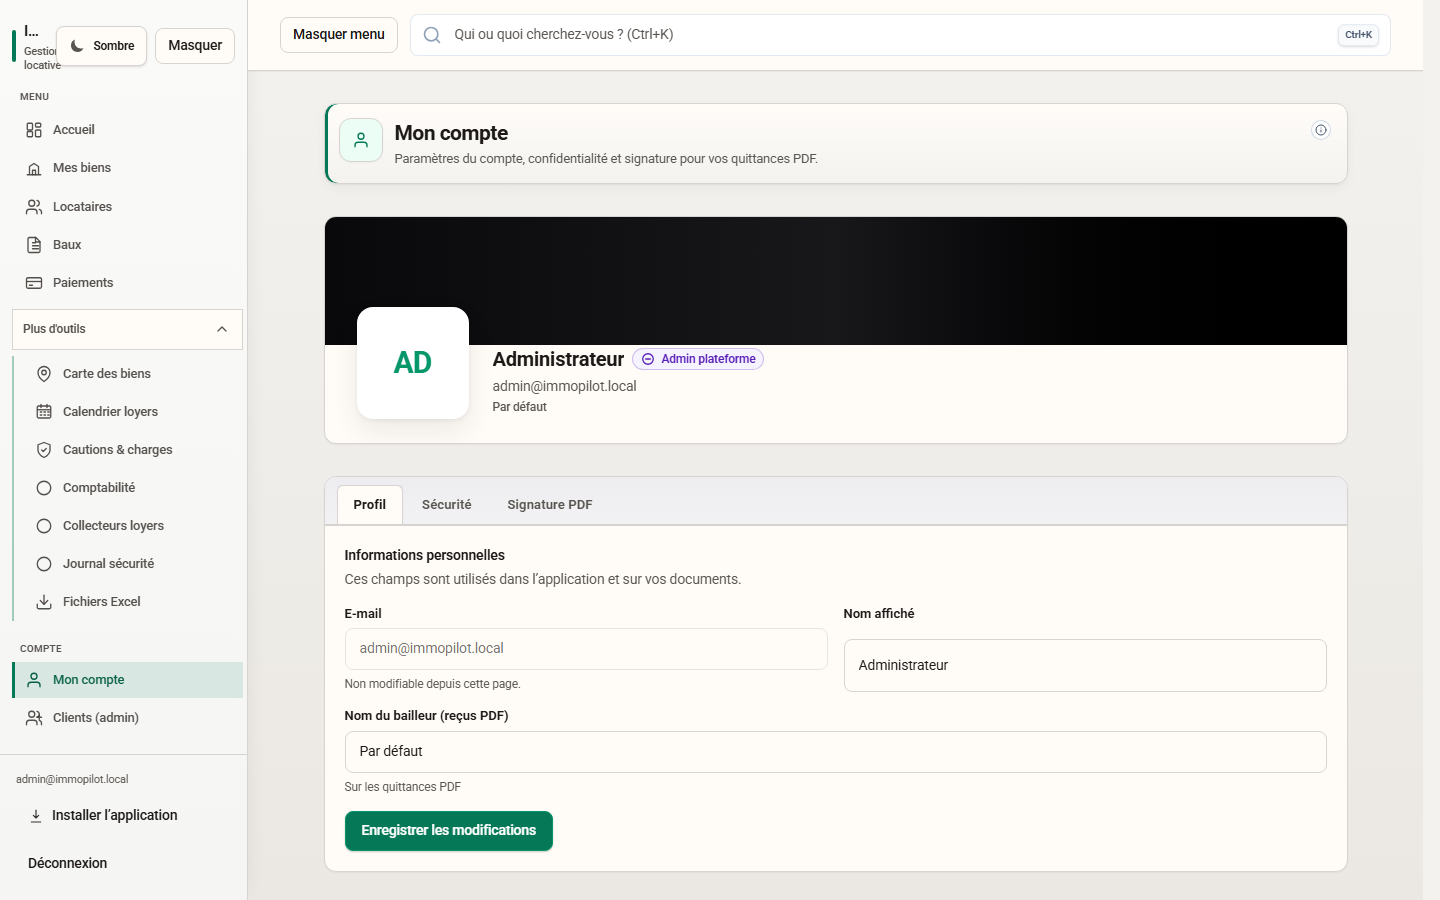 I...
Gestion
locative
Sombre
Masquer
MENU
Accueil
Mes biens
Locataires
Baux
Paiements
Plus d'outils
Carte des biens
Calendrier loyers
Cautions & charges
Comptabilité
Collecteurs loyers
Journal sécurité
Fichiers Excel
COMPTE
Mon compte
Clients (admin)
admin@immopilot.local
Installer l’application
Déconnexion
Masquer menu
Qui ou quoi cherchez-vous ? (Ctrl+K)
Ctrl+K
Mon compte
Paramètres du compte, confidentialité et signature pour vos quittances PDF.
AD
Administrateur
Admin plateforme
admin@immopilot.local
Par défaut
Profil
Sécurité
Signature PDF
Informations personnelles
Ces champs sont utilisés dans l’application et sur vos documents.
E-mail
admin@immopilot.local
Non modifiable depuis cette page.
Nom affiché
Administrateur
Nom du bailleur (reçus PDF)
Par défaut
Sur les quittances PDF
Enregistrer les modifications